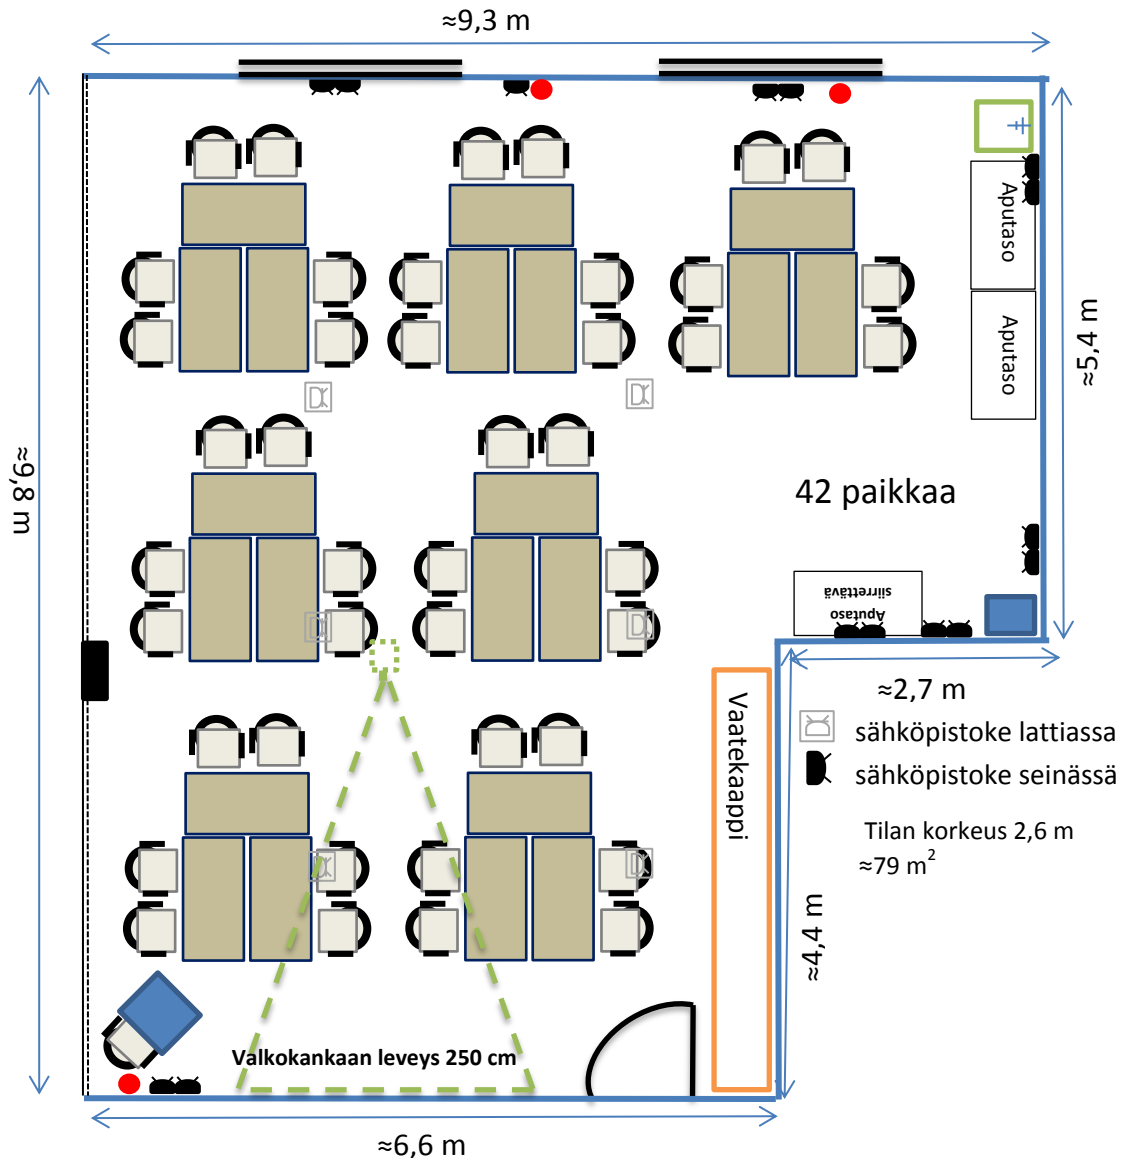 ≈9,3 m
Aputaso
Aputaso
≈5,4 m
≈9,8 m
42 paikkaa
Aputaso
siirrettävä
≈2,7 m
Vaatekaappi
sähköpistoke lattiassa
sähköpistoke seinässä
Tilan korkeus 2,6 m
≈79 m²
≈4,4 m
Valkokankaan leveys 250 cm
≈6,6 m